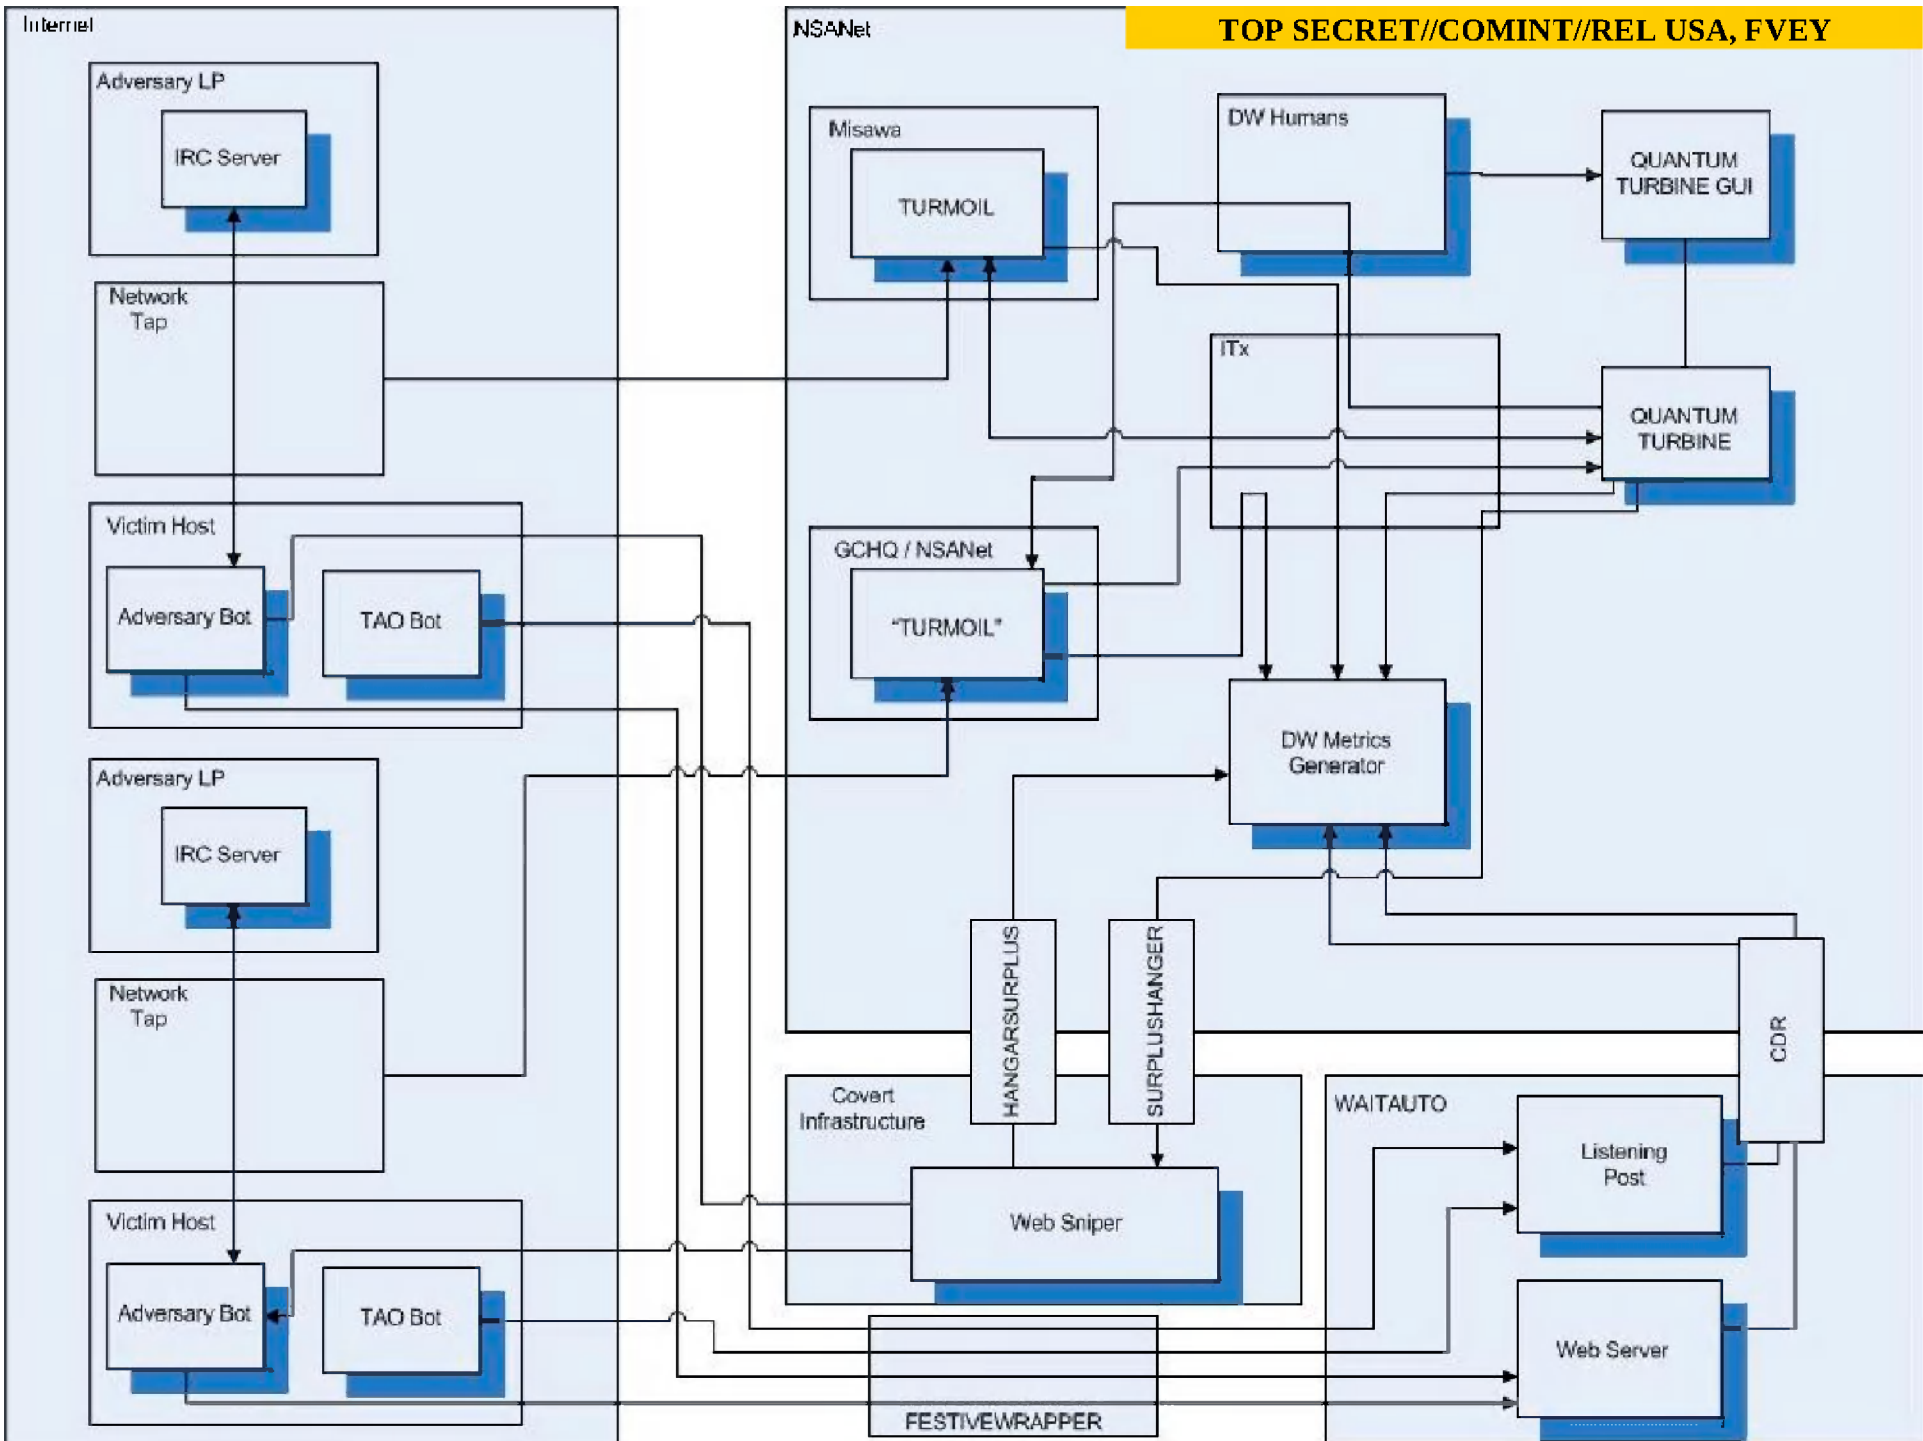 Internet
NSANet
TOP SECRET//COMINT//REL USA, FVEY
Adversary LP
IRC Server
Network
Tap
Victim Host
Adversary Bot
TAO Bot
Adversary LP
IRC Server
Network
Tap
Victim Host
Adversary Bot
TAO Bot
Misawa
TURMOIL
DW Humans
QUANTUM
TURBINE GUI
ITx
QUANTUM
TURBINE
GCHQ / NSANet
"TURMOIL"
DW Metrics
Generator
HANGARSURPLUS
SURPLUSHANGER
CDR
Covert
Infrastructure
Web Sniper
WAITAUTO
Listening
Post
Web Server
FESTIVEWRAPPER